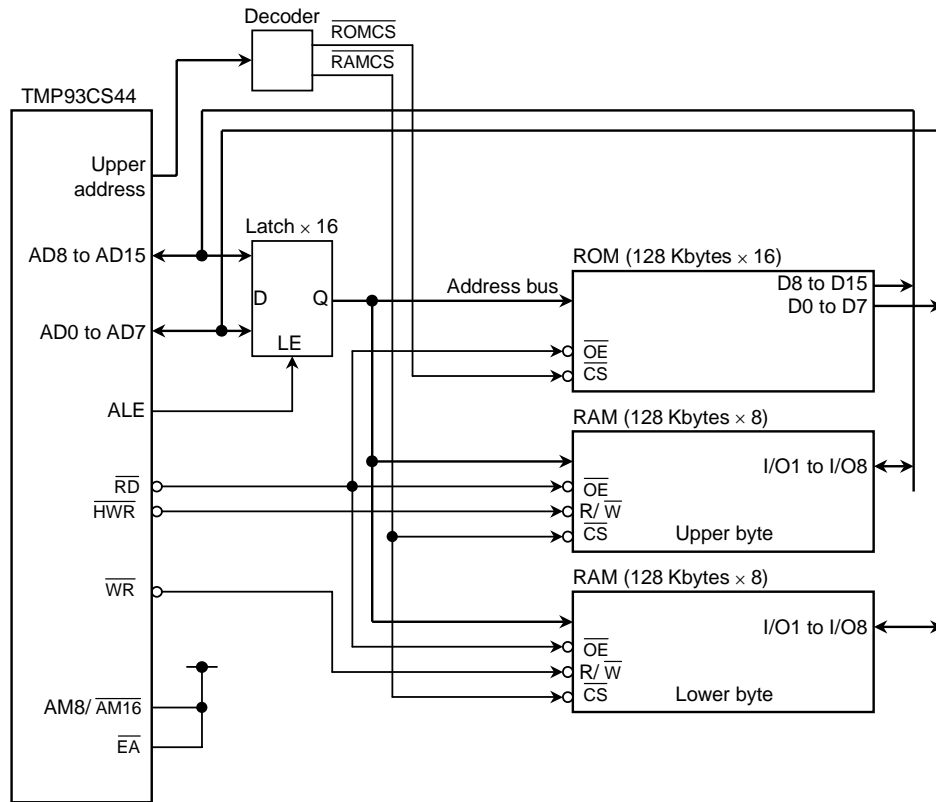 Decoder
ROMCS
RAMCS
TMP93CS44
Upper
address
AD8 to AD15
AD0 to AD7
ALE
RD
HWR
WR
AM8/ AM16
EA
Latch × 16
D
Q
LE
Address bus
ROM (128 Kbytes × 16)
D8 to D15
D0 to D7
OE
CS
RAM (128 Kbytes × 8)
I/O1 to I/O8
OE
R/ W
CS
Upper byte
RAM (128 Kbytes × 8)
I/O1 to I/O8
OE
R/ W
CS
Lower byte